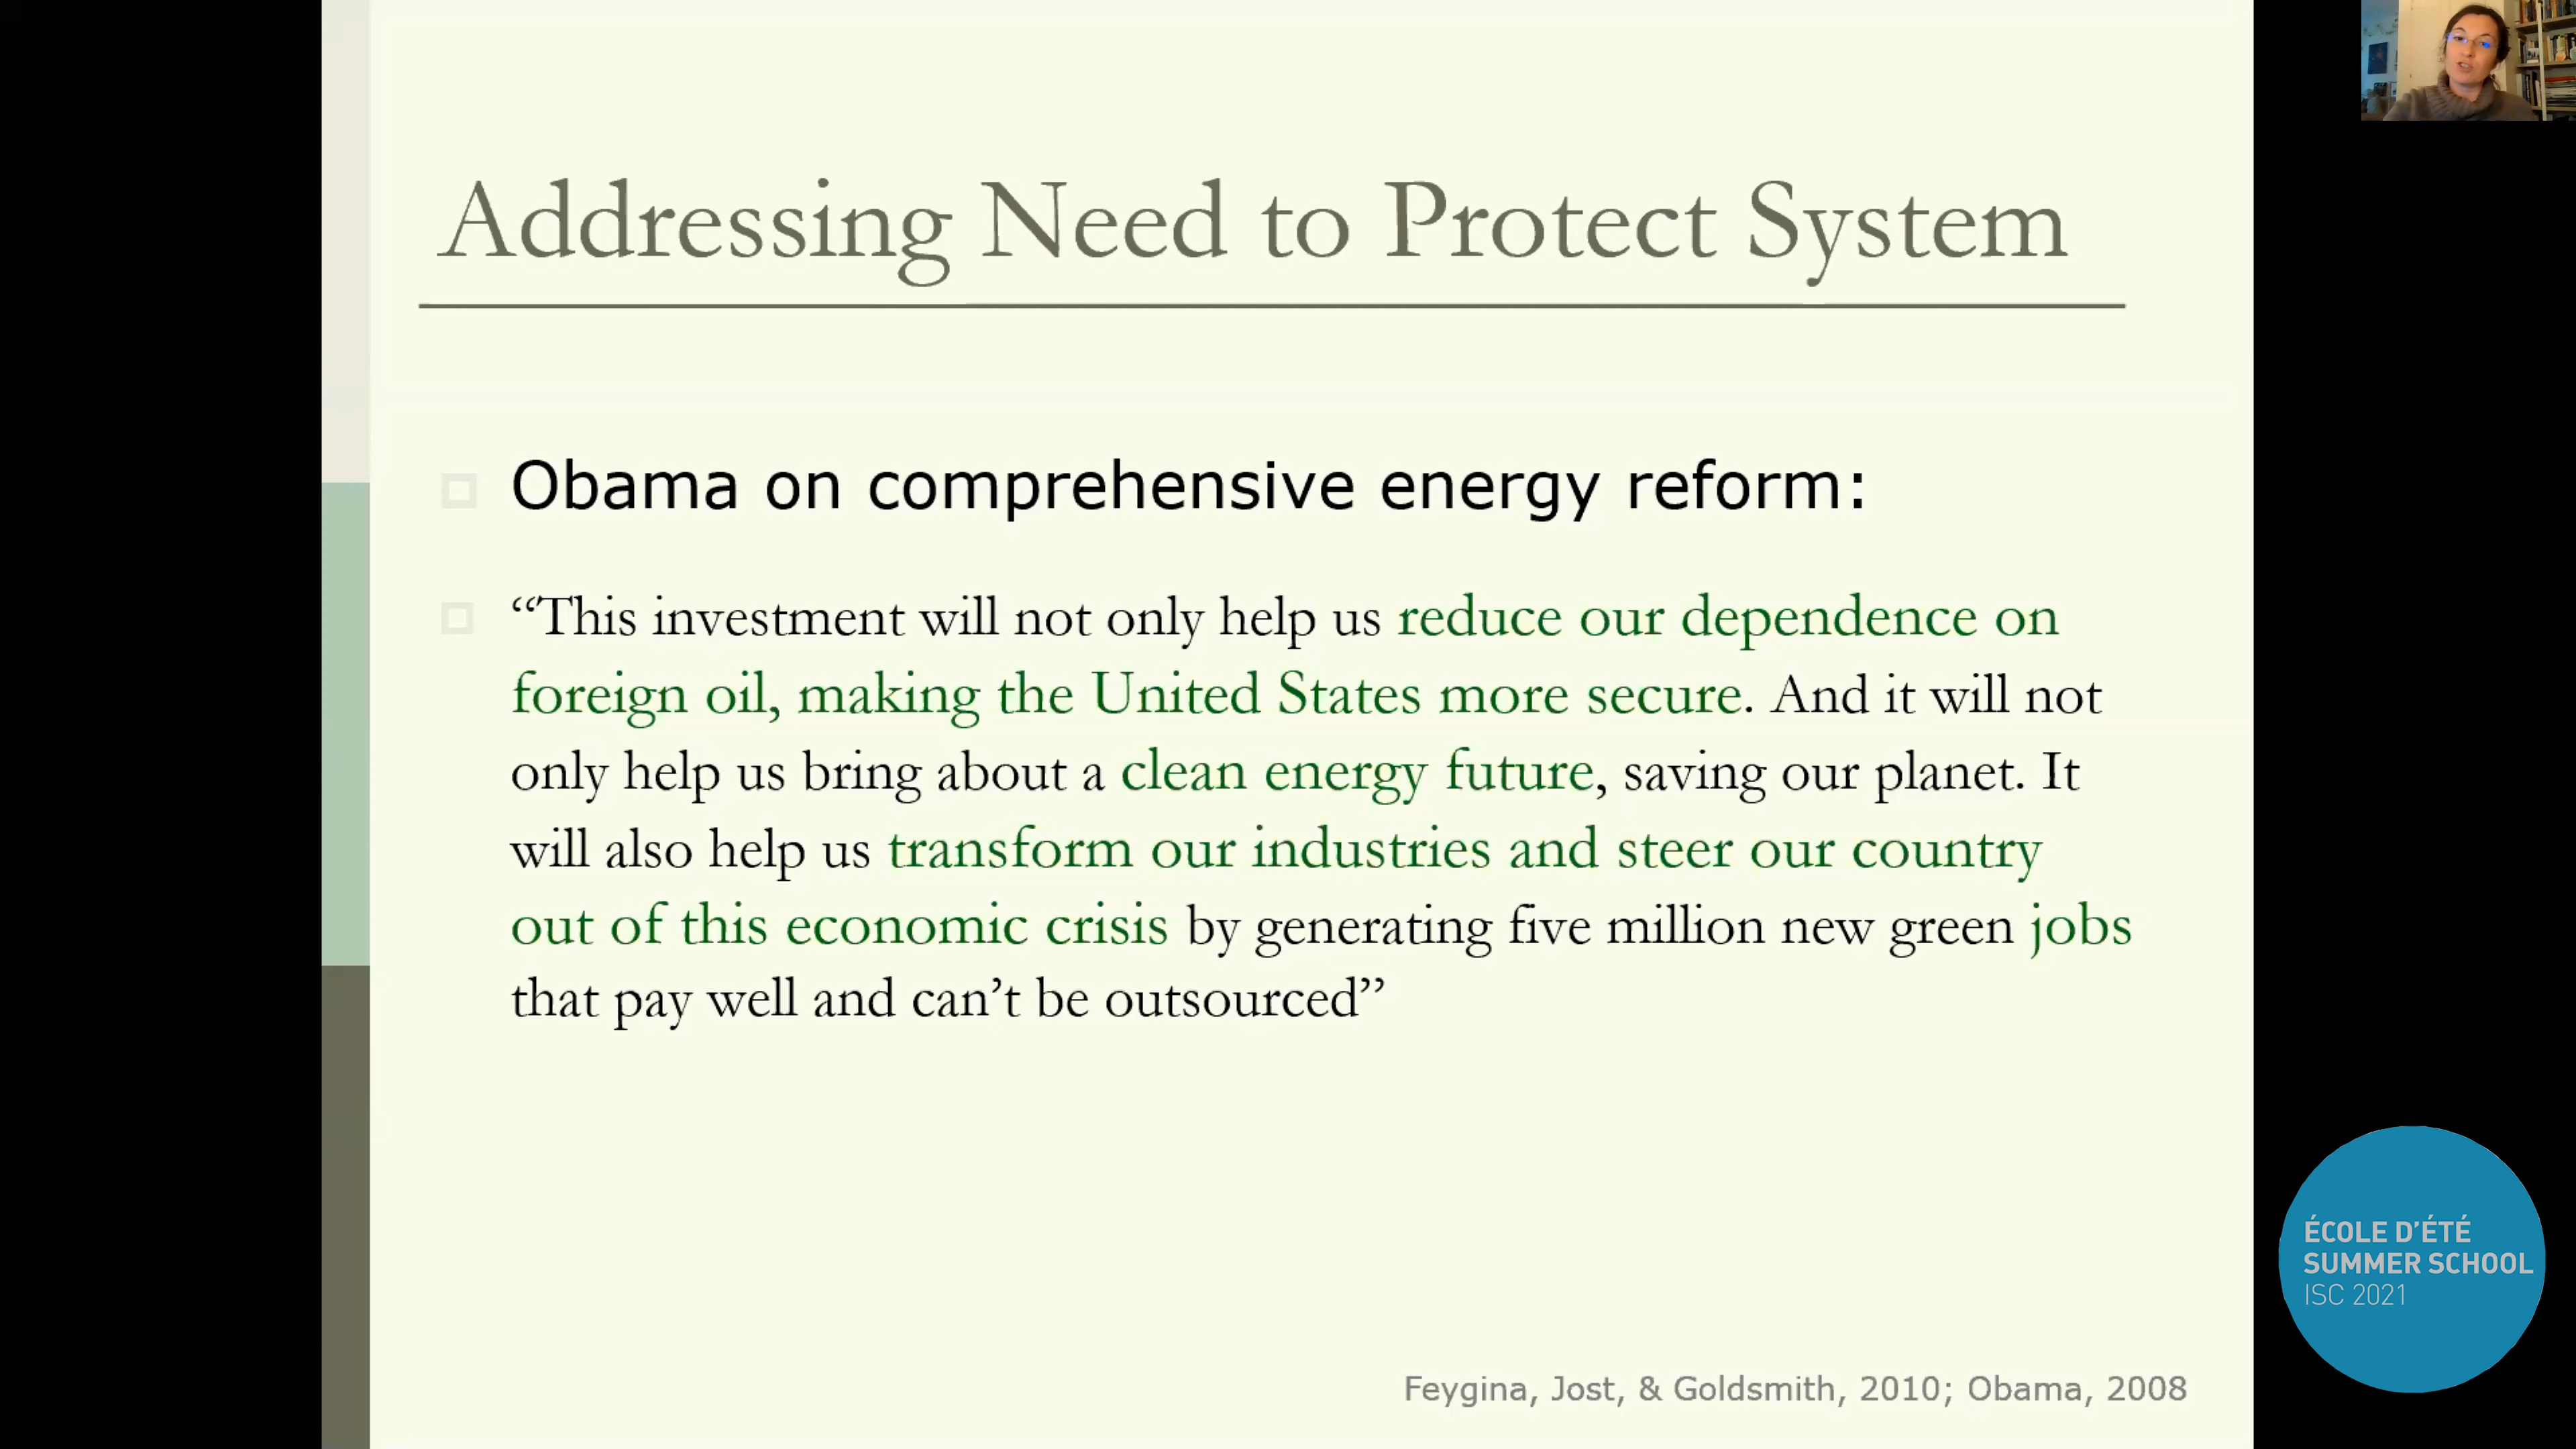 Addressing Need to Protect System
Obama on comprehensive energy reform:
“This investment will not only help us reduce our dependence on
foreign oil, making the United States more secure. And it will not
only help us bring about a clean energy future, saving our planet. It
will also help us transform our industries and steer our country
out of this economic crisis by generating five million new green jobs
that pay well and can’t be outsourced”
Feygina, Jost, & Goldsmith, 2010; Obama, 2008
ÉCOLE D’ÉTÉ
SUMMER SCHOOL
ISC 2021